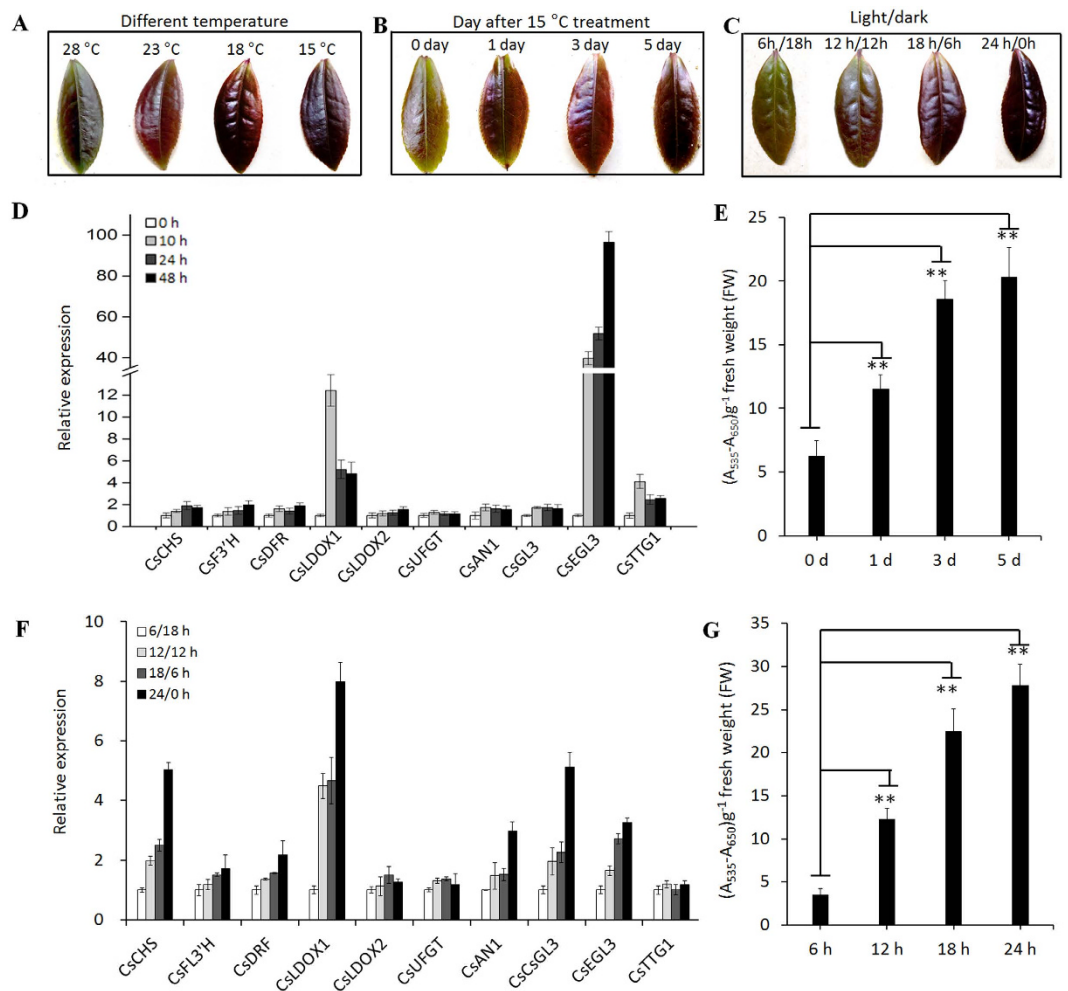 A
Different temperature
28 °C 23 °C 18 °C 15 °C
B
Day after 15 °C treatment
0 day 1 day 3 day 5 day
C
Light/dark
6h/18h 12 h/12h 18 h/6h 24 h/0h
D
Relative expression
100
80
60
40
12
10
8
6
4
2
0
0 h
10 h
24 h
48 h
CsCHS CsF3'H CsDFR CsLDOX1 CsLDOX2 CsUFGT CsAN1 CsGL3 CsEGL3 CsTTG1
E
(A535-A650)g-1 fresh weight (FW)
25
20
15
10
5
0
** ** **
0 d 1 d 3 d 5 d
F
Relative expression
10
8
6
4
2
0
6/18 h
12/12 h
18/6 h
24/0 h
CsCHS CsFL3'H CsDRF CsLDOX1 CsLDOX2 CsUFGT CsAN1 CsCsGL3 CsEGL3 CsTTG1
G
(A535-A650)g-1 fresh weight (FW)
35
30
25
20
15
10
5
0
** ** **
6 h 12 h 18 h 24 h